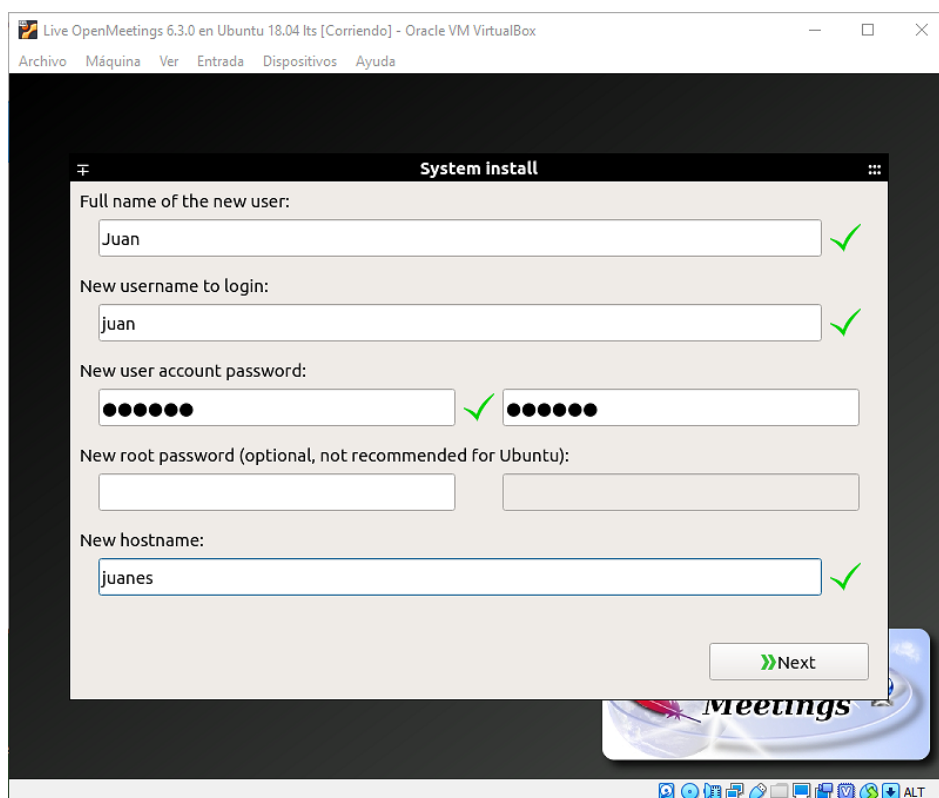 Live OpenMeetings 6.3.0 en Ubuntu 18.04 lts [Corriendo] - Oracle VM VirtualBox
Archivo Máquina Ver Entrada Dispositivos Ayuda
System install
Full name of the new user:
Juan
New username to login:
juan
New user account password:
●●●●●● ●●●●●●
New root password (optional, not recommended for Ubuntu):
New hostname:
juanes
Next
Meetings
ALT